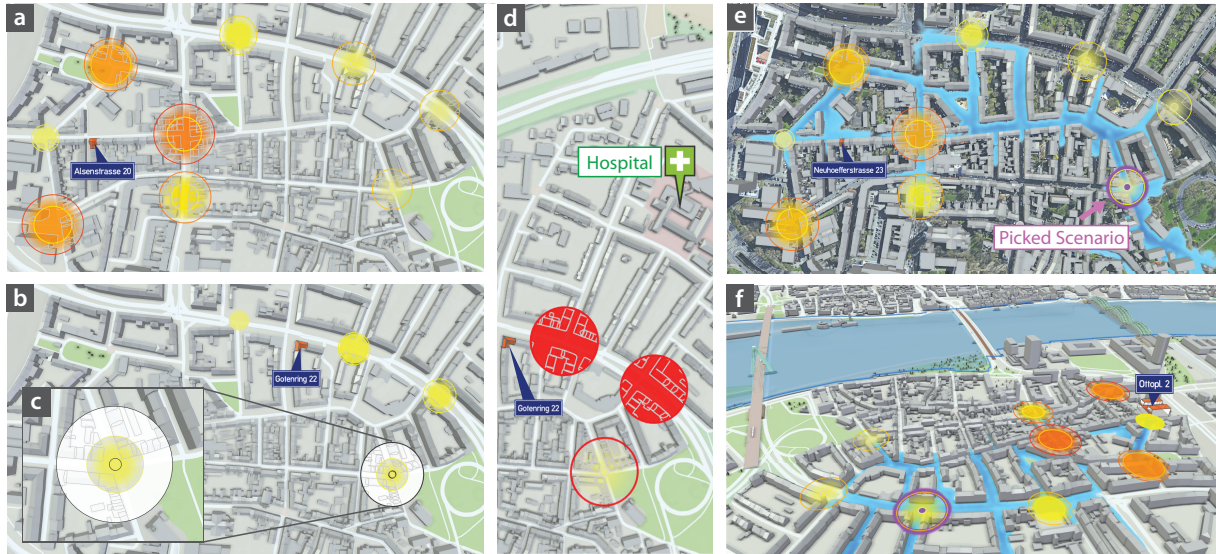 a
Alsenstrasse 20
b
Gotenring 22
c
d
Hospital
Gotenring 22
e
Neuhoefferstrasse 23
Picked Scenario
f
Ottopl. 2